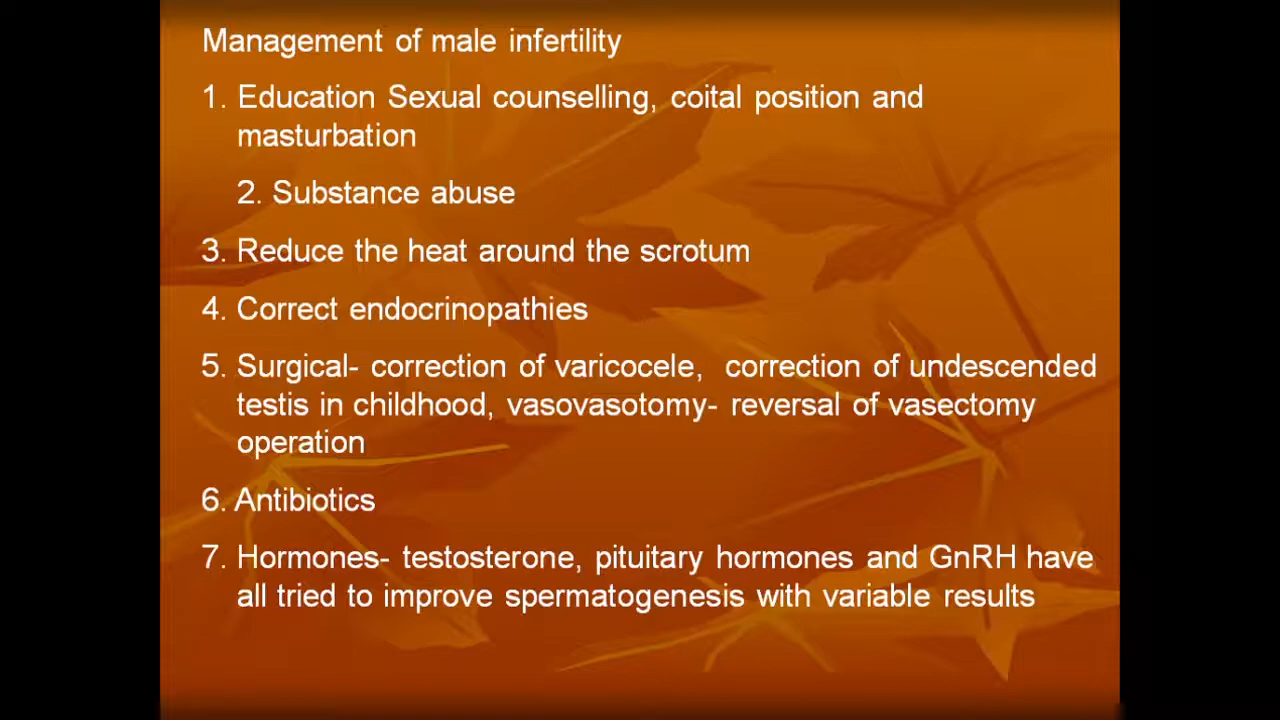 Management of male infertility
1. Education Sexual counselling, coital position and
masturbation
2. Substance abuse
3. Reduce the heat around the scrotum
4. Correct endocrinopathies
5. Surgical- correction of varicocele, correction of undescended
testis in childhood, vasovasotomy- reversal of vasectomy
operation
6. Antibiotics
7. Hormones- testosterone, pituitary hormones and GnRH have
all tried to improve spermatogenesis with variable results